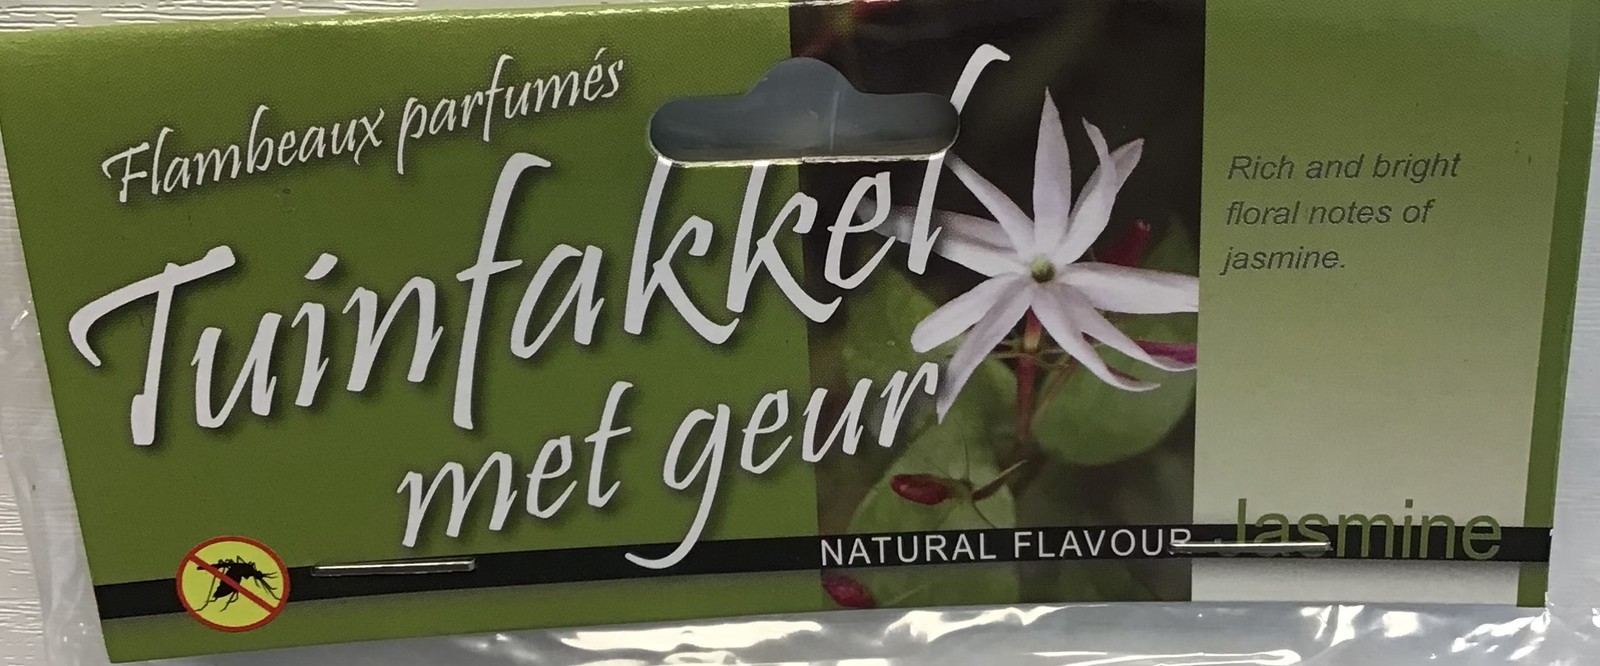 Flambeaux parfumés
Tuinfakkel
met geur
Rich and bright
floral notes of
jasmine.
NATURAL FLAVOUR
Jasmine